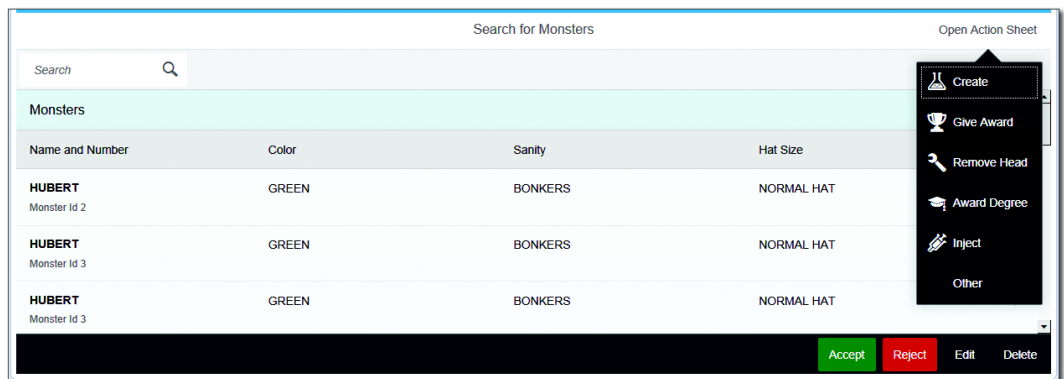 Search for Monsters Open Action Sheet
Search
Create
Monsters
Give Award
Name and Number Color Sanity Hat Size
Remove Head
HUBERT GREEN BONKERS NORMAL HAT
Monster Id 2
Award Degree
HUBERT GREEN BONKERS NORMAL HAT
Monster Id 3
Inject
Other
HUBERT GREEN BONKERS NORMAL HAT
Monster Id 3
Accept Reject Edit Delete